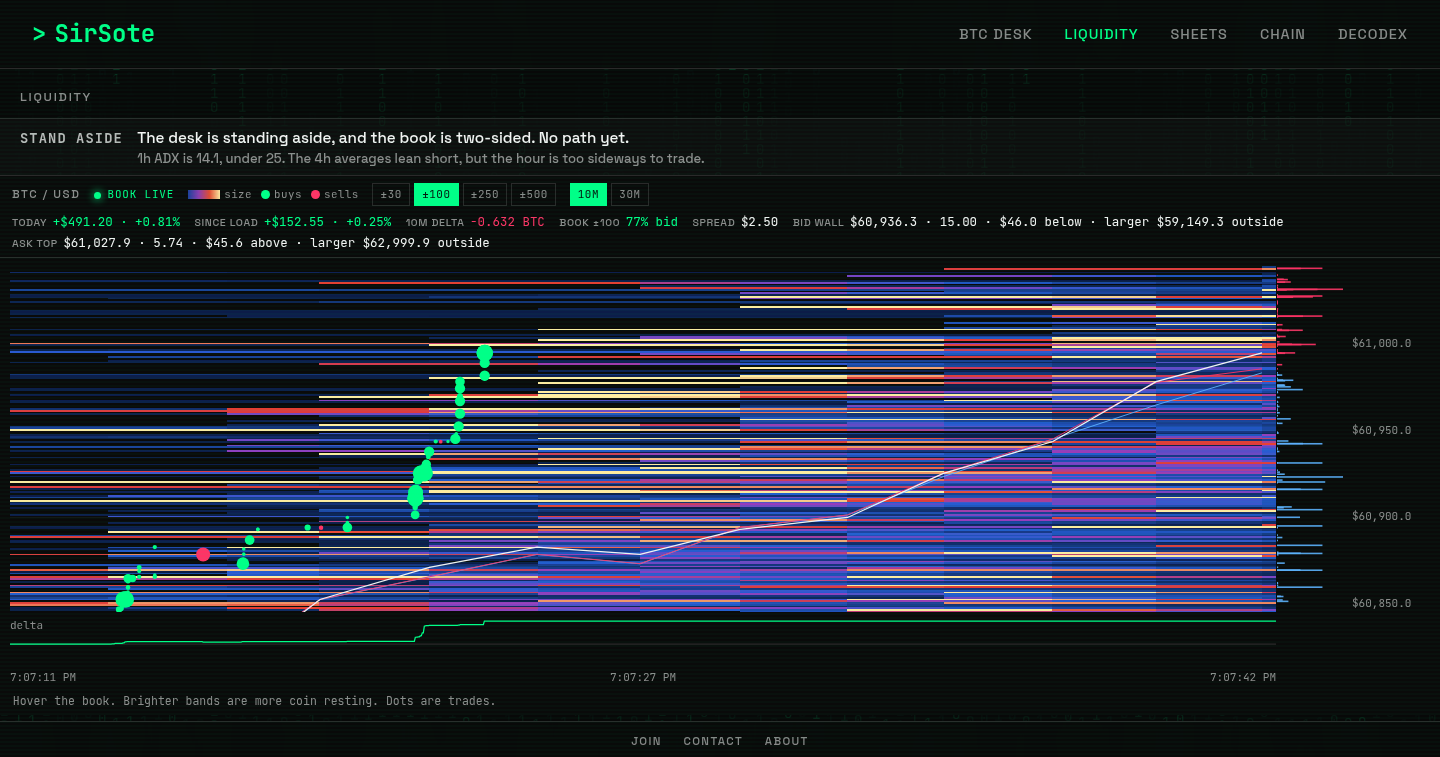 > SirSote
BTC DESK LIQUIDITY SHEETS CHAIN DECODEX
LIQUIDITY
STAND ASIDE The desk is standing aside, and the book is two-sided. No path yet.
1h ADX is 14.1, under 25. The 4h averages lean short, but the hour is too sideways to trade.
BTC / USD BOOK LIVE size buys sells ±30 ±100 ±250 ±500 10M 30M
TODAY +$491.20 · +0.81% SINCE LOAD +$152.55 · +0.25% 10M DELTA -0.632 BTC BOOK ±100 77% bid SPREAD $2.50 BID WALL $60,936.3 · 15.00 · $46.0 below · larger $59,149.3 outside
ASK TOP $61,027.9 · 5.74 · $45.6 above · larger $62,999.9 outside
$61,000.0
$60,950.0
$60,900.0
$60,850.0
delta
7:07:11 PM 7:07:27 PM 7:07:42 PM
Hover the book. Brighter bands are more coin resting. Dots are trades.
JOIN CONTACT ABOUT